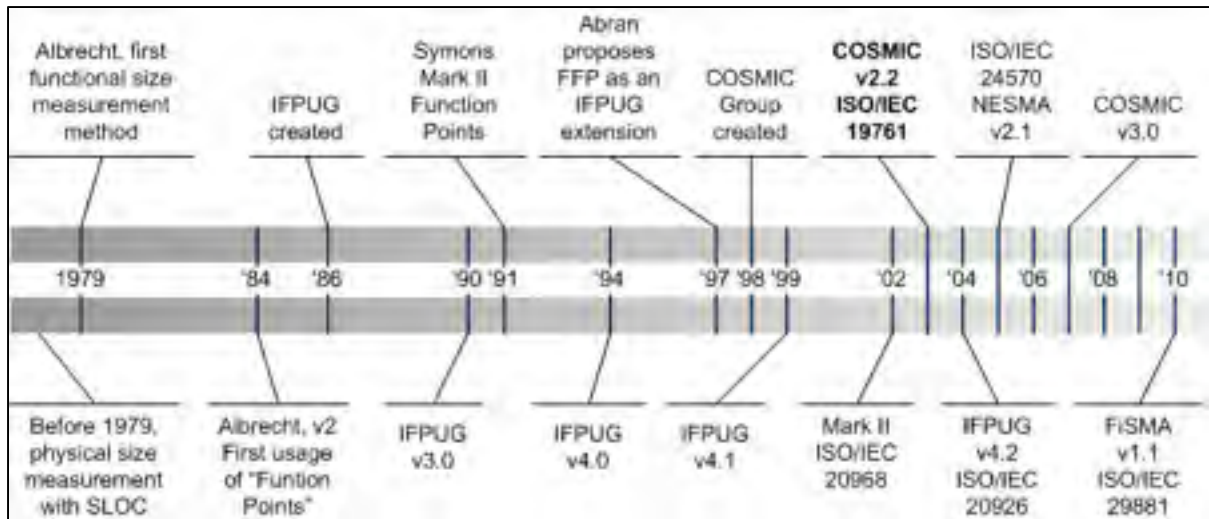 Albrecht, first
functional size
measurement
method
IFPUG
created
Symons
Mark II
Function
Points
Abran
proposes
FFP as an
IFPUG
extension
COSMIC
Group
created
COSMIC
v2.2
ISO/IEC
19761
ISO/IEC
24570
NESMA
v2.1
COSMIC
v3.0
1979 '84 '86 '90 '91 '94 '97 '98 '99 '02 '04 '06 '08 '10
Before 1979,
physical size
measurement
with SLOC
Albrecht, v2
First usage
of "Funtion
Points"
IFPUG
v3.0
IFPUG
v4.0
IFPUG
v4.1
Mark II
ISO/IEC
20968
IFPUG
v4.2
ISO/IEC
20926
FiSMA
v1.1
ISO/IEC
29881